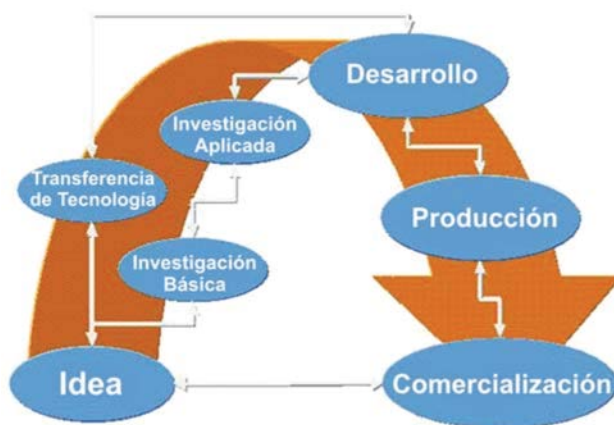 Desarrollo
Investigación
Aplicada
Transferencia
de Tecnología
Producción
Investigación
Básica
Idea
Comercialización